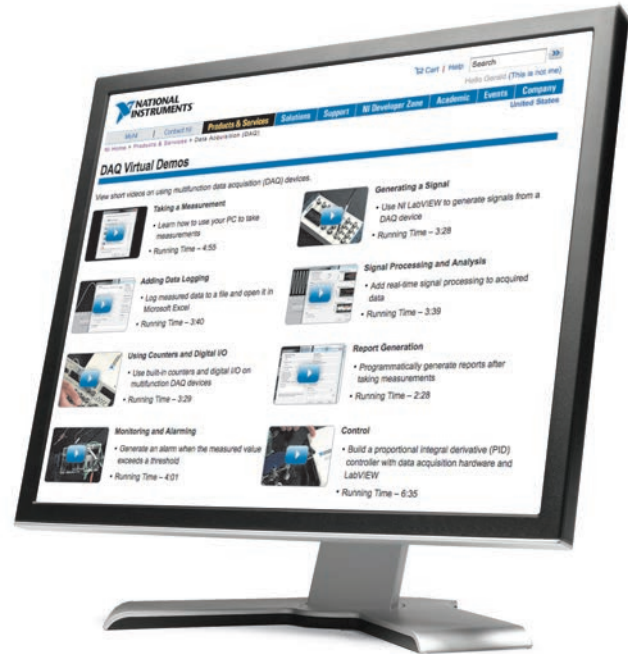 Cart | Help
Search
Hello Gerald (This is not me)
NATIONAL
INSTRUMENTS
MyNI | Contact NI
Products & Services
Solutions
Support
NI Developer Zone
Academic
Events
Company
NI Home > Products & Services > Data Acquisition (DAQ)
United States
DAQ Virtual Demos
View short videos on using multifunction data acquisition (DAQ) devices.
Taking a Measurement
• Learn how to use your PC to take
measurements
• Running Time – 4:55
Generating a Signal
• Use NI LabVIEW to generate signals from a
DAQ device
• Running Time – 3:28
Adding Data Logging
• Log measured data to a file and open it in
Microsoft Excel
• Running Time – 3:40
Signal Processing and Analysis
• Add real-time signal processing to acquired
data
• Running Time – 3:39
Using Counters and Digital I/O
• Use built-in counters and digital I/O on
multifunction DAQ devices
• Running Time – 3:29
Report Generation
• Programmatically generate reports after
taking measurements
• Running Time – 2:28
Monitoring and Alarming
• Generate an alarm when the measured value
exceeds a threshold
• Running Time – 4:01
Control
• Build a proportional integral derivative (PID)
controller with data acquisition hardware and
LabVIEW
• Running Time – 6:35